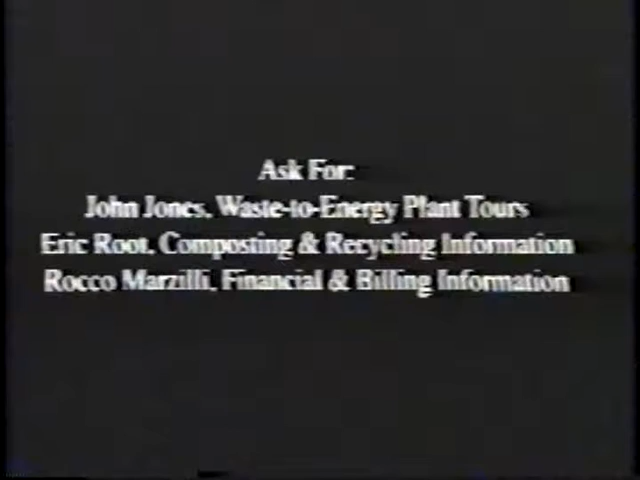 Ask For:
John Jones, Waste-to-Energy Plant Tours
Eric Root, Composting & Recycling Information
Rocco Marzilli, Financial & Billing Information